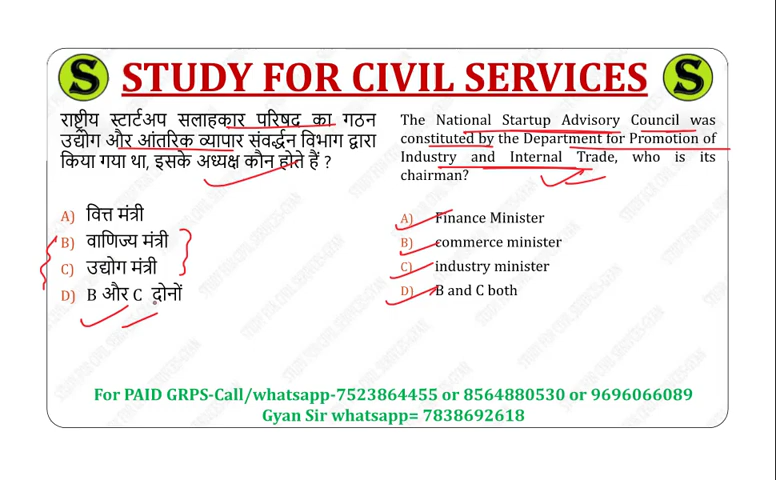 S STUDY FOR CIVIL SERVICES S
राष्ट्रीय स्टार्टअप सलाहकार परिषद का गठन
उद्योग और आंतरिक व्यापार संवर्द्धन विभाग द्वारा
किया गया था, इसके अध्यक्ष कौन होते हैं ?
A) वित्त मंत्री
B) वाणिज्य मंत्री
C) उद्योग मंत्री
D) B और C दोनों
The National Startup Advisory Council was
constituted by the Department for Promotion of
Industry and Internal Trade, who is its
chairman?
A) Finance Minister
B) commerce minister
C) industry minister
D) B and C both
For PAID GRPS-Call/whatsapp-7523864455 or 8564880530 or 9696066089
Gyan Sir whatsapp= 7838692618